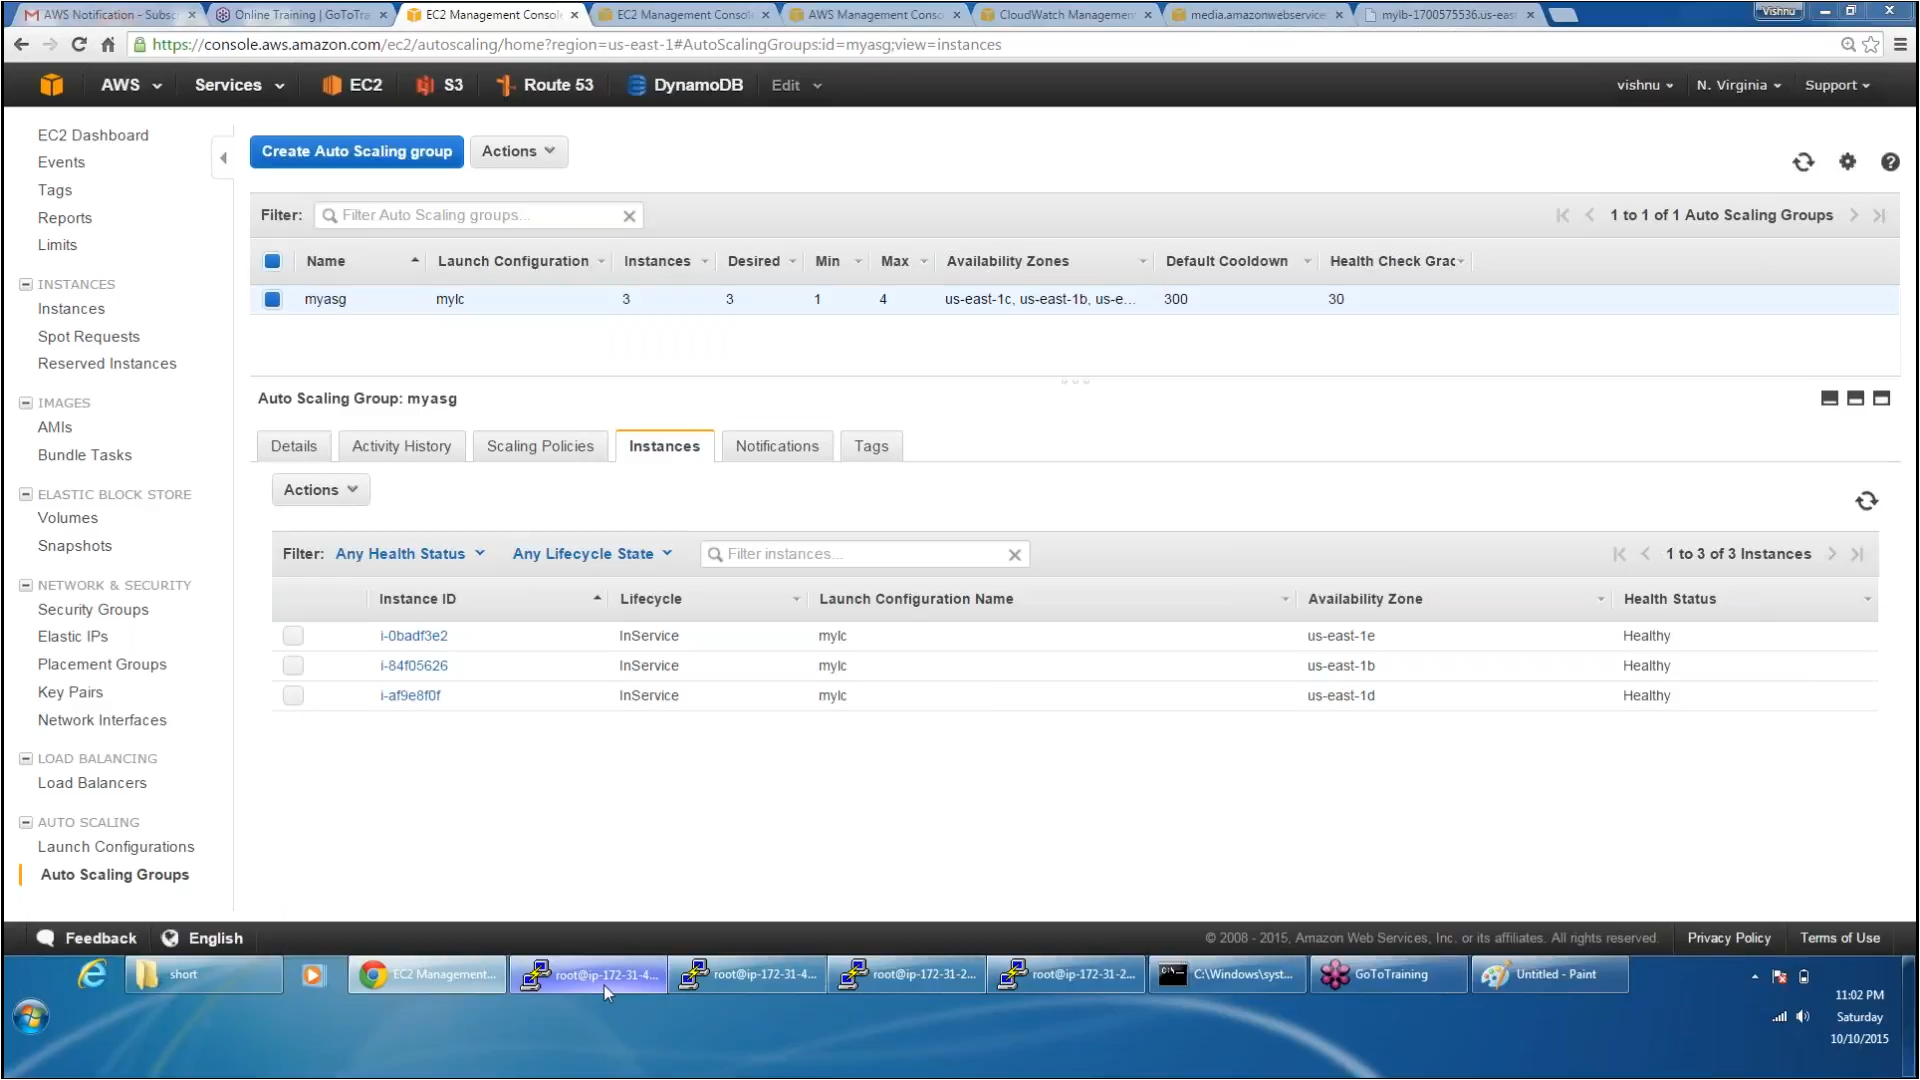 AWS Notification - Subsc
Online Training | GoToTra
EC2 Management Console
EC2 Management Consol
AWS Management Conso
CloudWatch Management
media.amazonwebservice
mylb-1700575536.us-eas
Vishnu
https://console.aws.amazon.com/ec2/autoscaling/home?region=us-east-1#AutoScalingGroups:id=myasg;view=instances
AWS
Services
EC2
S3
Route 53
DynamoDB
Edit
vishnu
N. Virginia
Support
EC2 Dashboard
Events
Tags
Reports
Limits
INSTANCES
Instances
Spot Requests
Reserved Instances
IMAGES
AMIs
Bundle Tasks
ELASTIC BLOCK STORE
Volumes
Snapshots
NETWORK & SECURITY
Security Groups
Elastic IPs
Placement Groups
Key Pairs
Network Interfaces
LOAD BALANCING
Load Balancers
AUTO SCALING
Launch Configurations
Auto Scaling Groups
Create Auto Scaling group
Actions
Filter: Filter Auto Scaling groups...
1 to 1 of 1 Auto Scaling Groups
Name Launch Configuration Instances Desired Min Max Availability Zones Default Cooldown Health Check Grac
myasg mylc 3 3 1 4 us-east-1c, us-east-1b, us-e... 300 30
Auto Scaling Group: myasg
Details Activity History Scaling Policies Instances Notifications Tags
Actions
Filter: Any Health Status Any Lifecycle State Filter instances... 1 to 3 of 3 Instances
Instance ID Lifecycle Launch Configuration Name Availability Zone Health Status
i-0badf3e2 InService mylc us-east-1e Healthy
i-84f05626 InService mylc us-east-1b Healthy
i-af9e8f0f InService mylc us-east-1d Healthy
Feedback English
© 2008 - 2015, Amazon Web Services, Inc. or its affiliates. All rights reserved. Privacy Policy Terms of Use
short
EC2 Management...
root@ip-172-31-4...
root@ip-172-31-4...
root@ip-172-31-2...
root@ip-172-31-2...
C:\Windows\syst...
GoToTraining
Untitled - Paint
11:02 PM
Saturday
10/10/2015